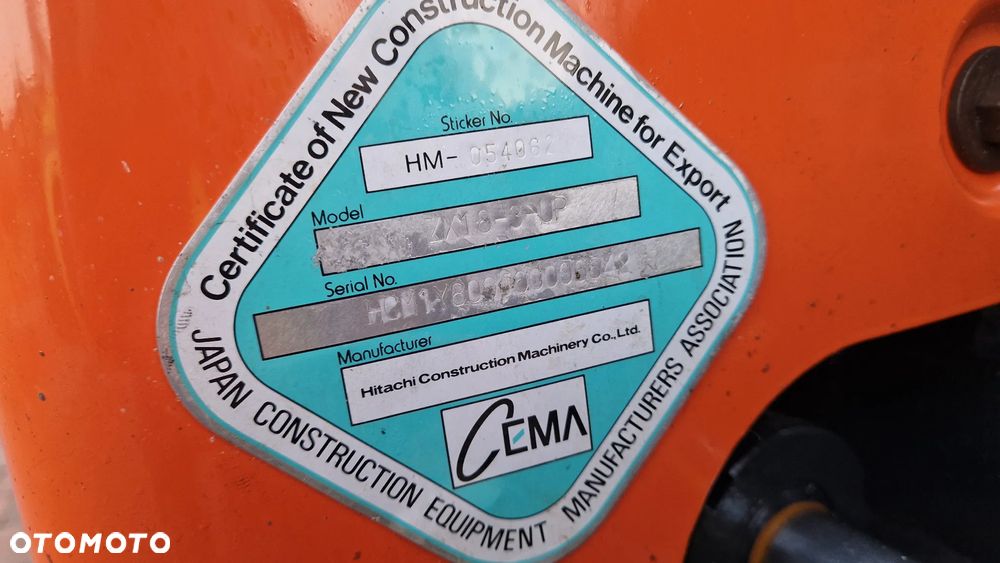 Certificate of New Construction Machine for Export
Sticker No.
HM- 054062
Model
Serial No.
Manufacturer
Hitachi Construction Machinery Co., Ltd.
CEMA
JAPAN CONSTRUCTION EQUIPMENT MANUFACTURERS ASSOCIATION
OTOMOTO